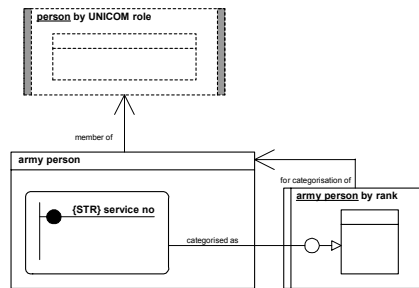 person by UNICOM role
member of
army person
for categorisation of
army person by rank
{STR} service no
categorised as